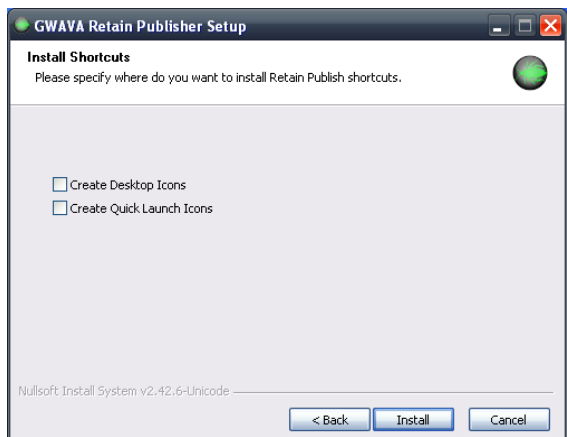 GWAVA Retain Publisher Setup
Install Shortcuts
Please specify where do you want to install Retain Publish shortcuts.
Create Desktop Icons
Create Quick Launch Icons
Nullsoft Install System v2.42.6-Unicode
< Back Install Cancel